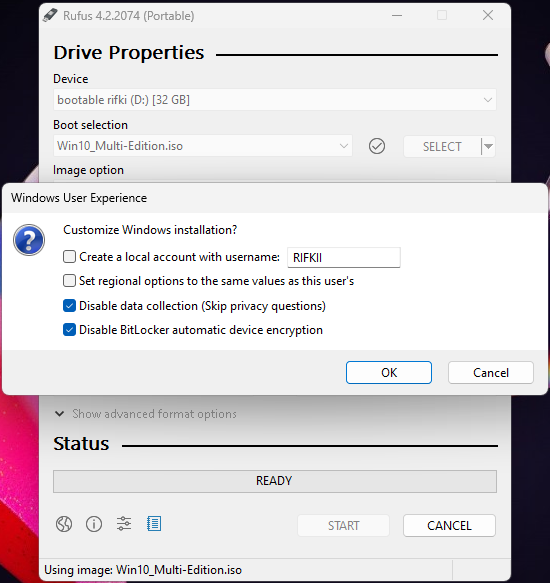 Rufus 4.2.2074 (Portable)
Drive Properties
Device
bootable rifki (D:) [32 GB]
Boot selection
Win10_Multi-Edition.iso
SELECT
Image option
Windows User Experience
Customize Windows installation?
Create a local account with username: RIFKII
Set regional options to the same values as this user's
Disable data collection (Skip privacy questions)
Disable BitLocker automatic device encryption
OK
Cancel
Show advanced format options
Status
READY
START
CANCEL
Using image: Win10_Multi-Edition.iso